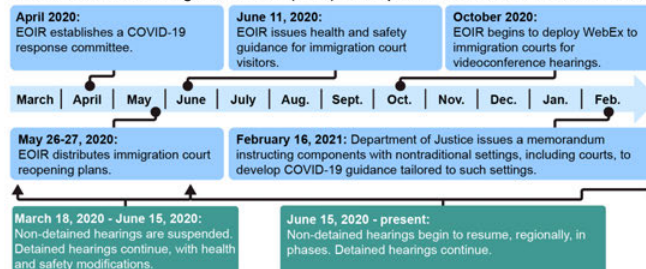 April 2020:
EOIR establishes a COVID-19
response committee.
June 11, 2020:
EOIR issues health and safety
guidance for immigration court
visitors.
October 2020:
EOIR begins to deploy WebEx to
immigration courts for
videoconference hearings.
March April May June July Aug. Sept. Oct. Nov. Dec. Jan. Feb.
May 26-27, 2020:
EOIR distributes immigration court
reopening plans.
February 16, 2021: Department of Justice issues a memorandum
instructing components with nontraditional settings, including courts, to
develop COVID-19 guidance tailored to such settings.
March 18, 2020 - June 15, 2020:
Non-detained hearings are suspended.
Detained hearings continue, with health
and safety modifications.
June 15, 2020 - present:
Non-detained hearings begin to resume, regionally, in
phases. Detained hearings continue.